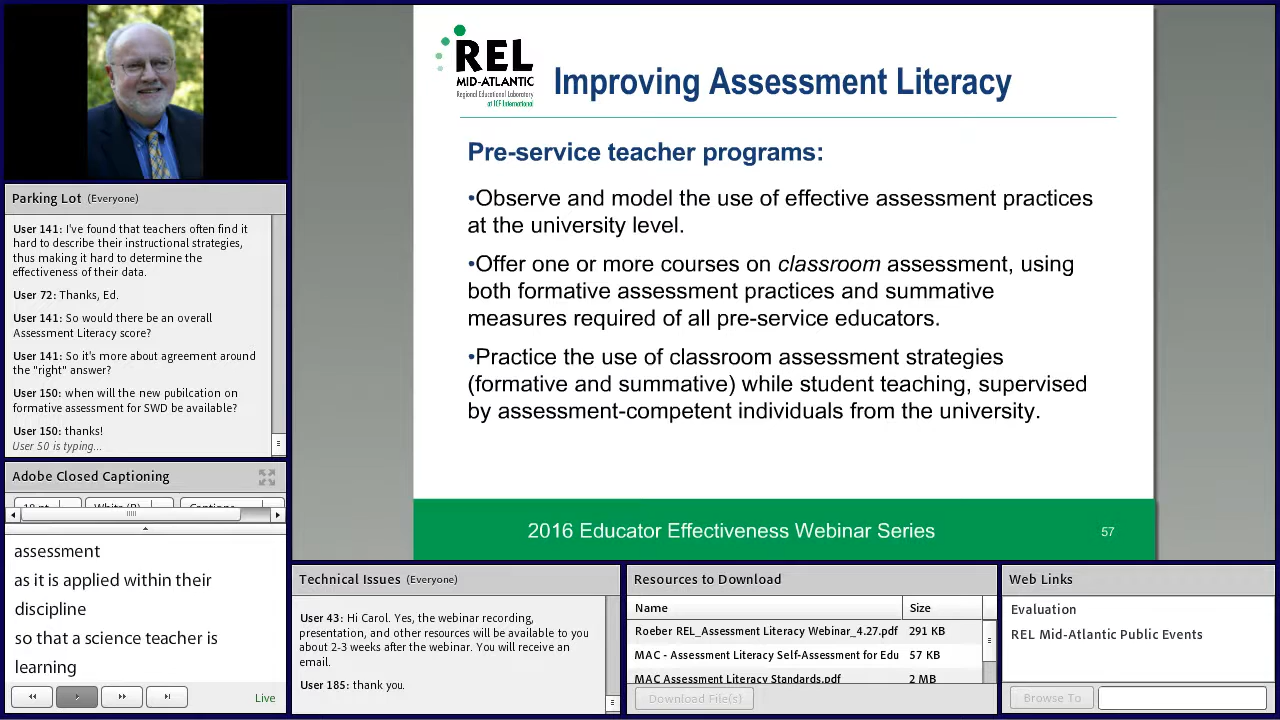 REL
MID-ATLANTIC
Regional Educational Laboratory
at ICF International
Improving Assessment Literacy
Pre-service teacher programs:
•Observe and model the use of effective assessment practices
at the university level.
•Offer one or more courses on classroom assessment, using
both formative assessment practices and summative
measures required of all pre-service educators.
•Practice the use of classroom assessment strategies
(formative and summative) while student teaching, supervised
by assessment-competent individuals from the university.
2016 Educator Effectiveness Webinar Series
57
Parking Lot (Everyone)
User 141: I've found that teachers often find it
hard to describe their instructional strategies,
thus making it hard to determine the
effectiveness of their data.
User 72: Thanks, Ed.
User 141: So would there be an overall
Assessment Literacy score?
User 141: So it's more about agreement around
the "right" answer?
User 150: when will the new pubilcation on
formative assessment for SWD be available?
User 150: thanks!
User 50 is typing...
Adobe Closed Captioning
assessment
as it is applied within their
discipline
so that a science teacher is
learning
Live
Technical Issues (Everyone)
User 43: Hi Carol. Yes, the webinar recording,
presentation, and other resources will be available to you
about 2-3 weeks after the webinar. You will receive an
email.
User 185: thank you.
Resources to Download
Name Size
Roeber REL_Assessment Literacy Webinar_4.27.pdf 291 KB
MAC - Assessment Literacy Self-Assessment for Edu 57 KB
MAC Assessment Literacy Standards.pdf 2 MB
Download File(s)
Web Links
Evaluation
REL Mid-Atlantic Public Events
Browse To